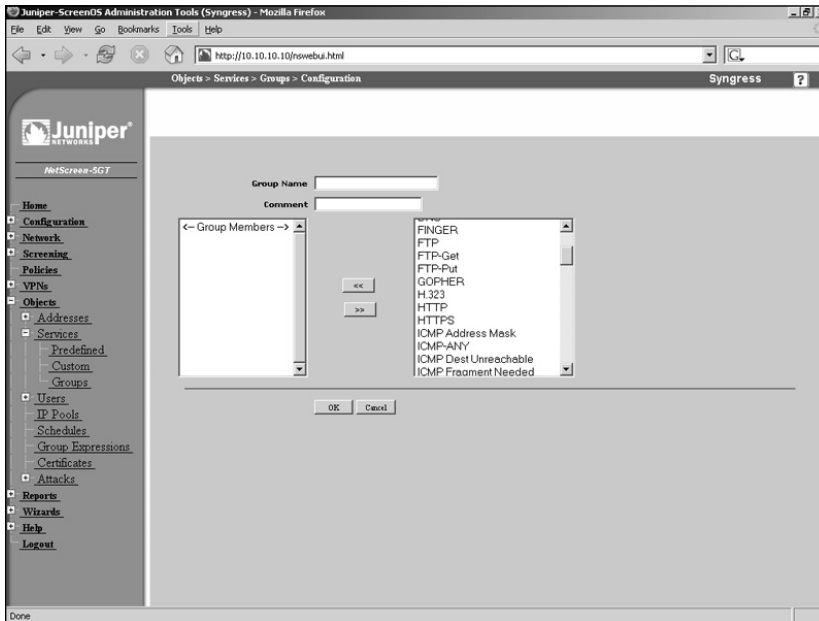 Juniper-ScreenOS Administration Tools (Syngress) - Mozilla Firefox
File Edit View Go Bookmarks Tools Help
http://10.10.10.10/nswebui.html
G
Objects > Services > Groups > Configuration
Syngress ?
Juniper
NETWORKS
NetScreen-5GT
Home
Configuration
Network
Screening
Policies
VPNs
Objects
Addresses
Services
Predefined
Custom
Groups
Users
IP Pools
Schedules
Group Expressions
Certificates
Attacks
Reports
Wizards
Help
Logout
Group Name
Comment
<-- Group Members -->
<<
>>
DNS
FINGER
FTP
FTP-Get
FTP-Put
GOPHER
H.323
HTTP
HTTPS
ICMP Address Mask
ICMP-ANY
ICMP Dest Unreachable
ICMP Fragment Needed
OK Cancel
Done